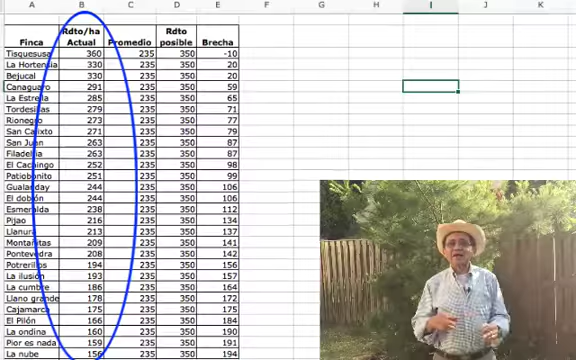 A B C D E F G H I J K
Finca Rdto/ha Actual Promedio Rdto posible Brecha
Tisquesusa 360 235 350 -10
La Hortensia 330 235 350 20
Bejucal 330 235 350 20
Canaguaro 291 235 350 59
La Estrella 285 235 350 65
Tordesillas 279 235 350 71
Rionegro 273 235 350 77
San Calixto 271 235 350 79
San Juan 263 235 350 87
Filadelfia 263 235 350 87
El Cachingo 252 235 350 98
Patiobonito 251 235 350 99
Gualanday 244 235 350 106
El doblón 244 235 350 106
Esmeralda 238 235 350 112
Pijao 216 235 350 134
Llanura 213 235 350 137
Montañitas 209 235 350 141
Pontevedra 208 235 350 142
Potrerillos 194 235 350 156
La ilusión 193 235 350 157
La cumbre 186 235 350 164
Llano grande 178 235 350 172
Cajamarca 175 235 350 175
El Pilón 166 235 350 184
La ondina 160 235 350 190
Pior es nada 159 235 350 191
La nube 156 235 350 194